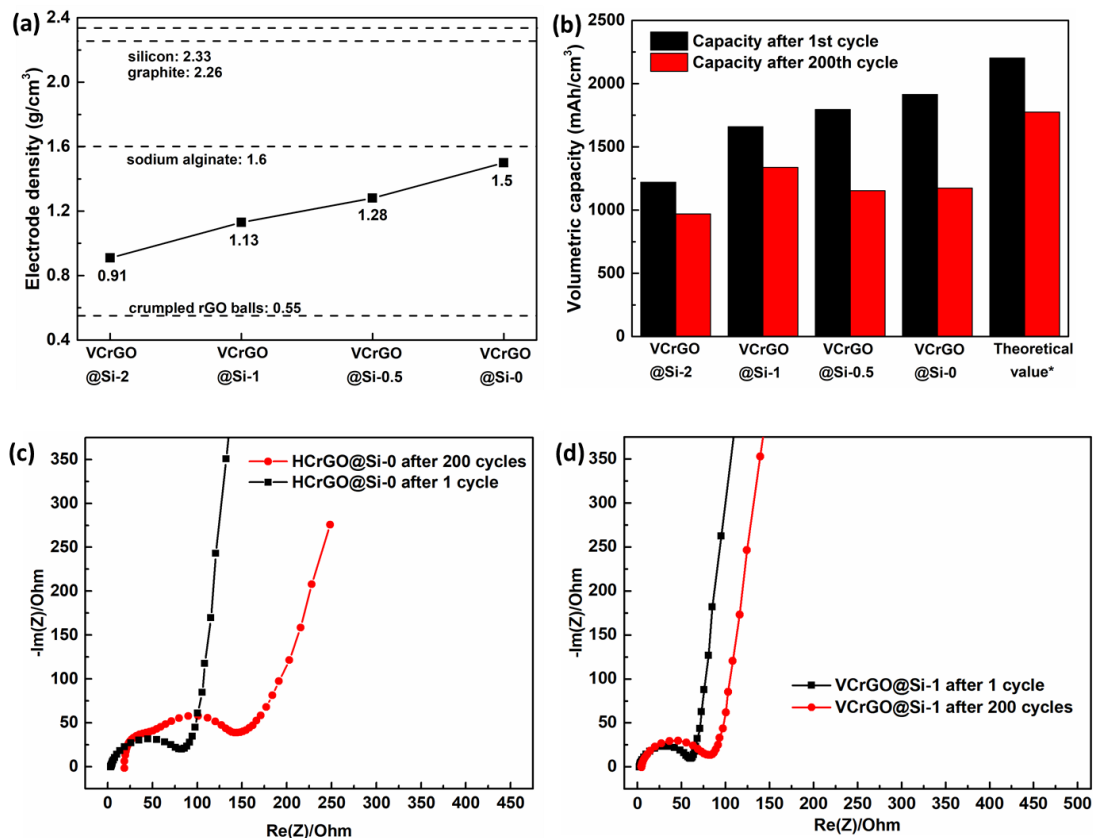 (a)
2.4
2.0
1.6
1.2
0.8
0.4
Electrode density (g/cm³)
silicon: 2.33
graphite: 2.26
sodium alginate: 1.6
0.91
1.13
1.28
1.5
crumpled rGO balls: 0.55
VCrGO VCrGO VCrGO VCrGO
@Si-2 @Si-1 @Si-0.5 @Si-0
(b)
2500
2000
1500
1000
500
0
Volumetric capacity (mAh/cm³)
Capacity after 1st cycle
Capacity after 200th cycle
VCrGO VCrGO VCrGO VCrGO Theoretical
@Si-2 @Si-1 @Si-0.5 @Si-0 value*
(c)
350
300
250
200
150
100
50
0
-Im(Z)/Ohm
HCrGO@Si-0 after 200 cycles
HCrGO@Si-0 after 1 cycle
0 50 100 150 200 250 300 350 400 450
Re(Z)/Ohm
(d)
350
300
250
200
150
100
50
0
-Im(Z)/Ohm
VCrGO@Si-1 after 1 cycle
VCrGO@Si-1 after 200 cycles
0 50 100 150 200 250 300 350 400 450 500
Re(Z)/Ohm